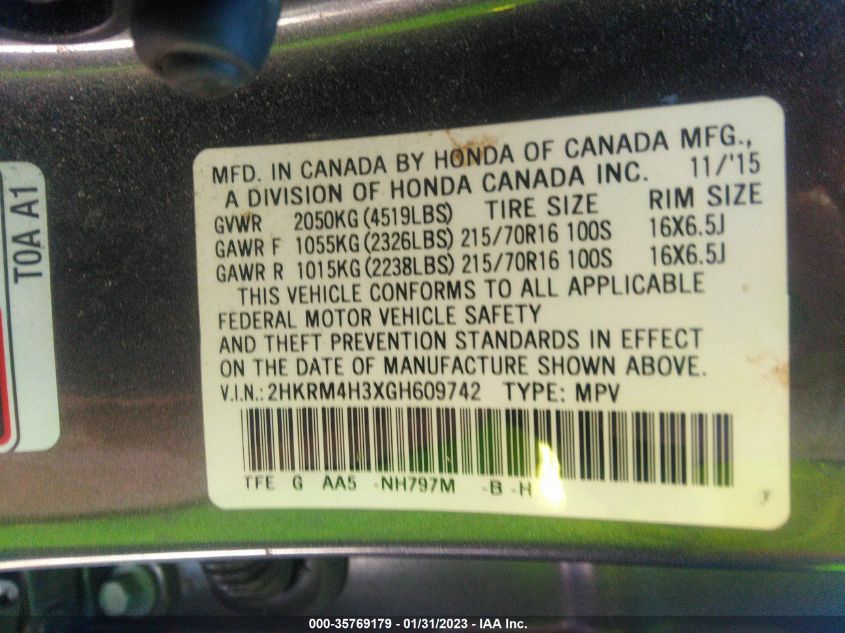 TOA A1
MFD. IN CANADA BY HONDA OF CANADA MFG.,
A DIVISION OF HONDA CANADA INC. 11/'15
GVWR 2050KG (4519LBS) TIRE SIZE RIM SIZE
GAWR F 1055KG (2326LBS) 215/70R16 100S 16X6.5J
GAWR R 1015KG (2238LBS) 215/70R16 100S 16X6.5J
THIS VEHICLE CONFORMS TO ALL APPLICABLE
FEDERAL MOTOR VEHICLE SAFETY
AND THEFT PREVENTION STANDARDS IN EFFECT
ON THE DATE OF MANUFACTURE SHOWN ABOVE.
V.I.N.: 2HKRM4H3XGH609742 TYPE: MPV
TFE G AA5 -NH797M -B -H
000-35769179 - 01/31/2023 - IAA Inc.